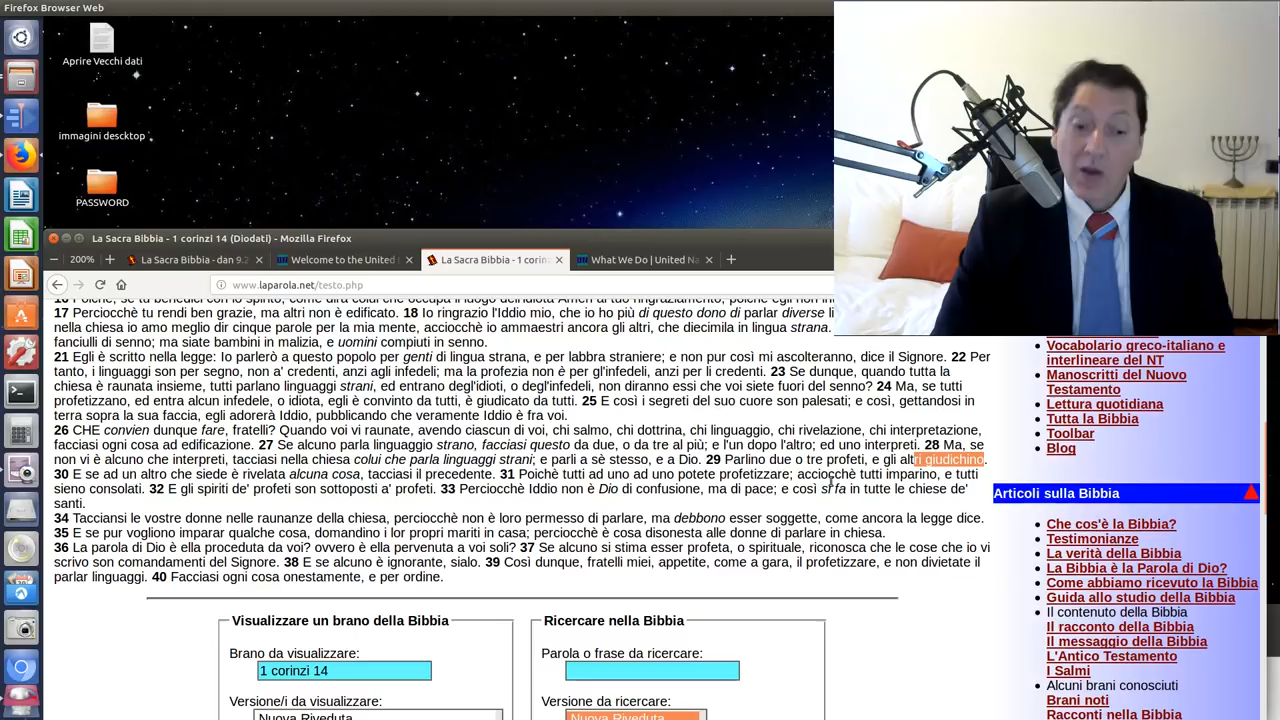 Firefox Browser Web
Aprire Vecchi dati
immagini descktop
PASSWORD
La Sacra Bibbia - 1 corinzi 14 (Diodati) - Mozilla Firefox
200%
La Sacra Bibbia - dan 9.2
Welcome to the United
La Sacra Bibbia - 1 corin
What We Do | United Na
www.laparola.net/testo.php
17 Perciocchè tu rendi ben grazie, ma altri non è edificato. 18 Io ringrazio l'Iddio mio, che io ho più di questo dono di parlar diverse li
nella chiesa io amo meglio dir cinque parole per la mia mente, acciocchè io ammaestri ancora gli altri, che diecimila in lingua strana.
fanciulli di senno; ma siate bambini in malizia, e uomini compiuti in senno.
21 Egli è scritto nella legge: Io parlerò a questo popolo per genti di lingua strana, e per labbra straniere; e non pur così mi ascolteranno, dice il Signore. 22 Per
tanto, i linguaggi son per segno, non a' credenti, anzi agl'infedeli; ma la profezia non è per gl'infedeli, anzi per li credenti. 23 Se dunque, quando tutta la
chiesa è raunata insieme, tutti parlano linguaggi strani, ed entrano degl'idioti, o degl'infedeli, non diranno essi che voi siete fuori del senno? 24 Ma, se tutti
profetizzano, ed entra alcun infedele, o idiota, egli è convinto da tutti, è giudicato da tutti. 25 E così i segreti del suo cuore son palesati; e così, gettandosi in
terra sopra la sua faccia, egli adorerà Iddio, pubblicando che veramente Iddio è fra voi.
26 CHE convien dunque fare, fratelli? Quando voi vi raunate, avendo ciascun di voi, chi salmo, chi dottrina, chi linguaggio, chi rivelazione, chi interpretazione,
facciasi ogni cosa ad edificazione. 27 Se alcuno parla linguaggio strano, facciasi questo da due, o da tre al più; e l'un dopo l'altro; ed uno interpreti. 28 Ma, se
non vi è alcuno che interpreti, tacciasi nella chiesa colui che parla linguaggi strani; e parli a sè stesso, e a Dio. 29 Parlino due o tre profeti, e gli altri giudichino.
30 E se ad un altro che siede è rivelata alcuna cosa, tacciasi il precedente. 31 Poichè tutti ad uno ad uno potete profetizzare; acciocchè tutti imparino, e tutti
sieno consolati. 32 E gli spiriti de' profeti son sottoposti a' profeti. 33 Perciocchè Iddio non è Dio di confusione, ma di pace; e così si fa in tutte le chiese de'
santi.
34 Tacciansi le vostre donne nelle raunanze della chiesa, perciocchè non è loro permesso di parlare, ma debbono esser soggette, come ancora la legge dice.
35 E se pur vogliono imparar qualche cosa, domandino i lor propri mariti in casa; perciocchè è cosa disonesta alle donne di parlare in chiesa.
36 La parola di Dio è ella proceduta da voi? ovvero è ella pervenuta a voi soli? 37 Se alcuno si stima esser profeta, o spirituale, riconosca che le cose che io vi
scrivo son comandamenti del Signore. 38 E se alcuno è ignorante, sialo. 39 Così dunque, fratelli miei, appetite, come a gara, il profetizzare, e non divietate il
parlar linguaggi. 40 Facciasi ogni cosa onestamente, e per ordine.
Visualizzare un brano della Bibbia
Brano da visualizzare:
1 corinzi 14
Versione/i da visualizzare:
Nuova Riveduta
Ricercare nella Bibbia
Parola o frase da ricercare:
Versione da ricercare:
Nuova Riveduta
Vocabolario greco-italiano e
interlineare del NT
Manoscritti del Nuovo
Testamento
Lettura quotidiana
Tutta la Bibbia
Toolbar
Blog
Articoli sulla Bibbia
Che cos'è la Bibbia?
Testimonianze
La verità della Bibbia
La Bibbia è la Parola di Dio?
Come abbiamo ricevuto la Bibbia
Guida allo studio della Bibbia
Il contenuto della Bibbia
Il racconto della Bibbia
Il messaggio della Bibbia
L'Antico Testamento
I Salmi
Alcuni brani conosciuti
Brani noti
Racconti nella Bibbia